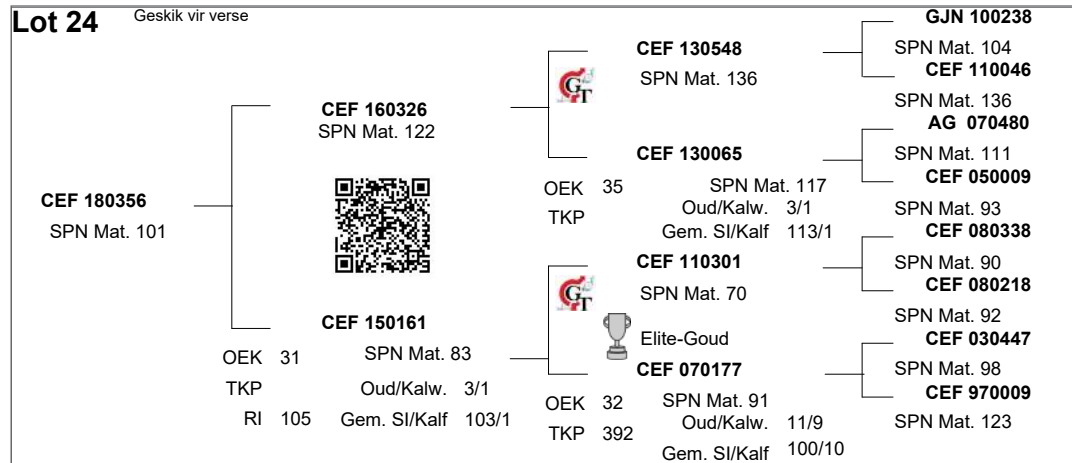 Lot 24 Geskik vir verse
GJN 100238
CEF 130548
SPN Mat. 104
SPN Mat. 136
CEF 110046
GT
SPN Mat. 136
CEF 160326
SPN Mat. 122
AG 070480
CEF 130065
SPN Mat. 111
OEK 35 SPN Mat. 117
CEF 050009
TKP Oud/Kalw. 3/1
SPN Mat. 93
Gem. SI/Kalf 113/1
CEF 180356
SPN Mat. 101
CEF 080338
CEF 110301
SPN Mat. 90
SPN Mat. 70
CEF 080218
GT
SPN Mat. 92
CEF 150161
Elite-Goud
CEF 030447
OEK 31 SPN Mat. 83
CEF 070177
SPN Mat. 98
TKP Oud/Kalw. 3/1
OEK 32 SPN Mat. 91
CEF 970009
RI 105 Gem. SI/Kalf 103/1
TKP 392 Oud/Kalw. 11/9
SPN Mat. 123
Gem. SI/Kalf 100/10